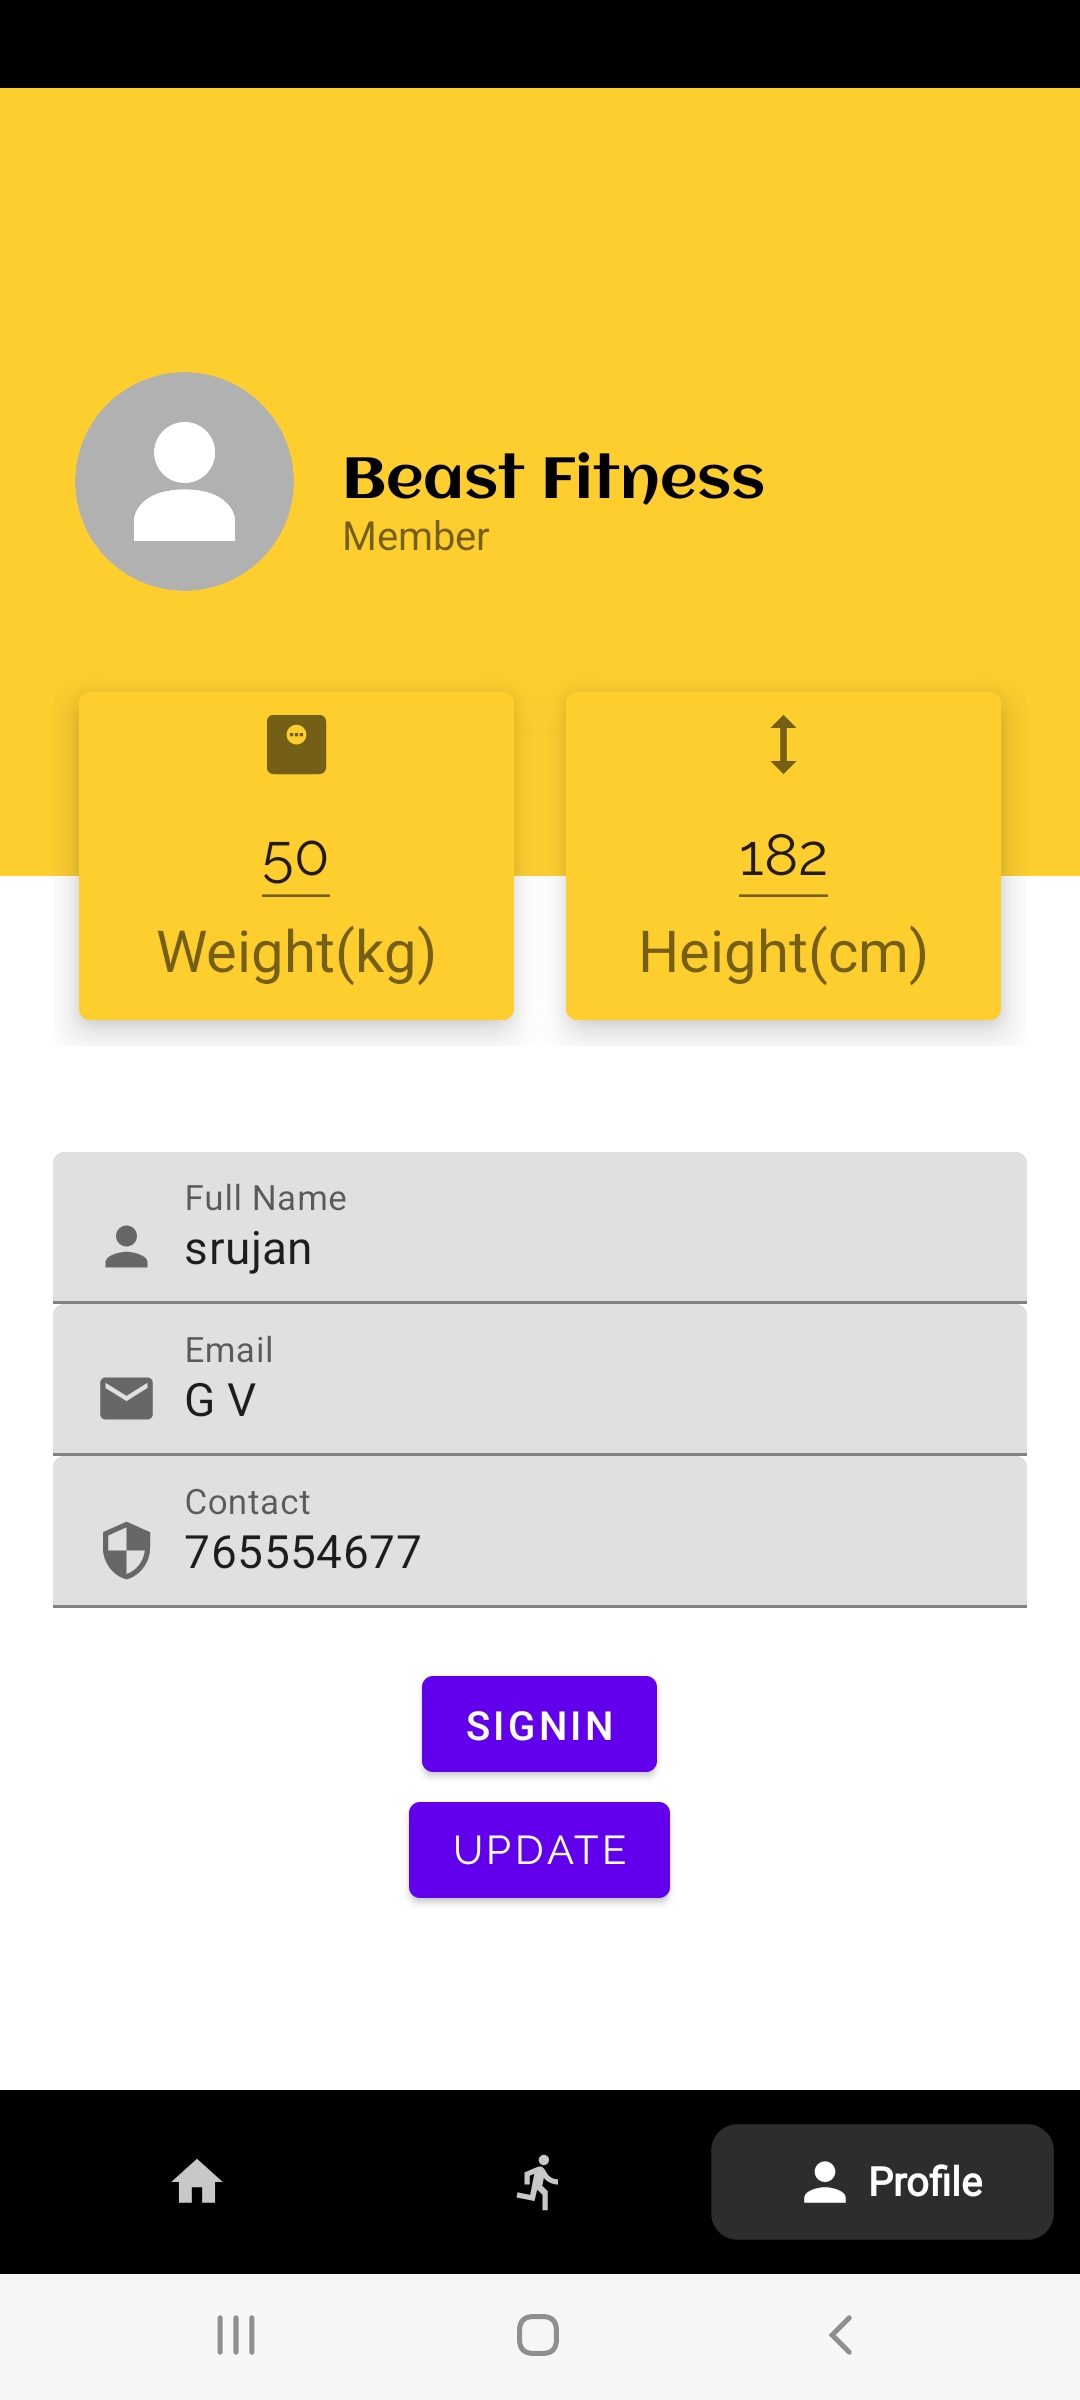 Beast Fitness
Member
50
Weight(kg)
182
Height(cm)
Full Name
srujan
Email
G V
Contact
765554677
SIGNIN
UPDATE
Profile